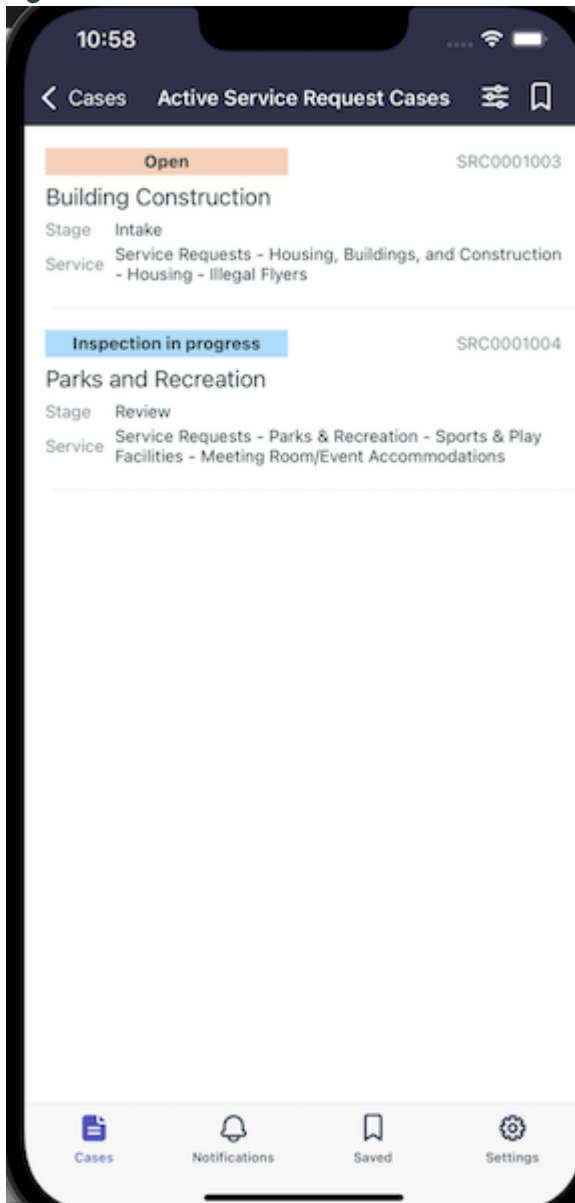 10:58
Cases Active Service Request Cases
Open SRC0001003
Building Construction
Stage Intake
Service Service Requests - Housing, Buildings, and Construction
- Housing - Illegal Flyers
Inspection in progress SRC0001004
Parks and Recreation
Stage Review
Service Service Requests - Parks & Recreation - Sports & Play
Facilities - Meeting Room/Event Accommodations
Cases Notifications Saved Settings